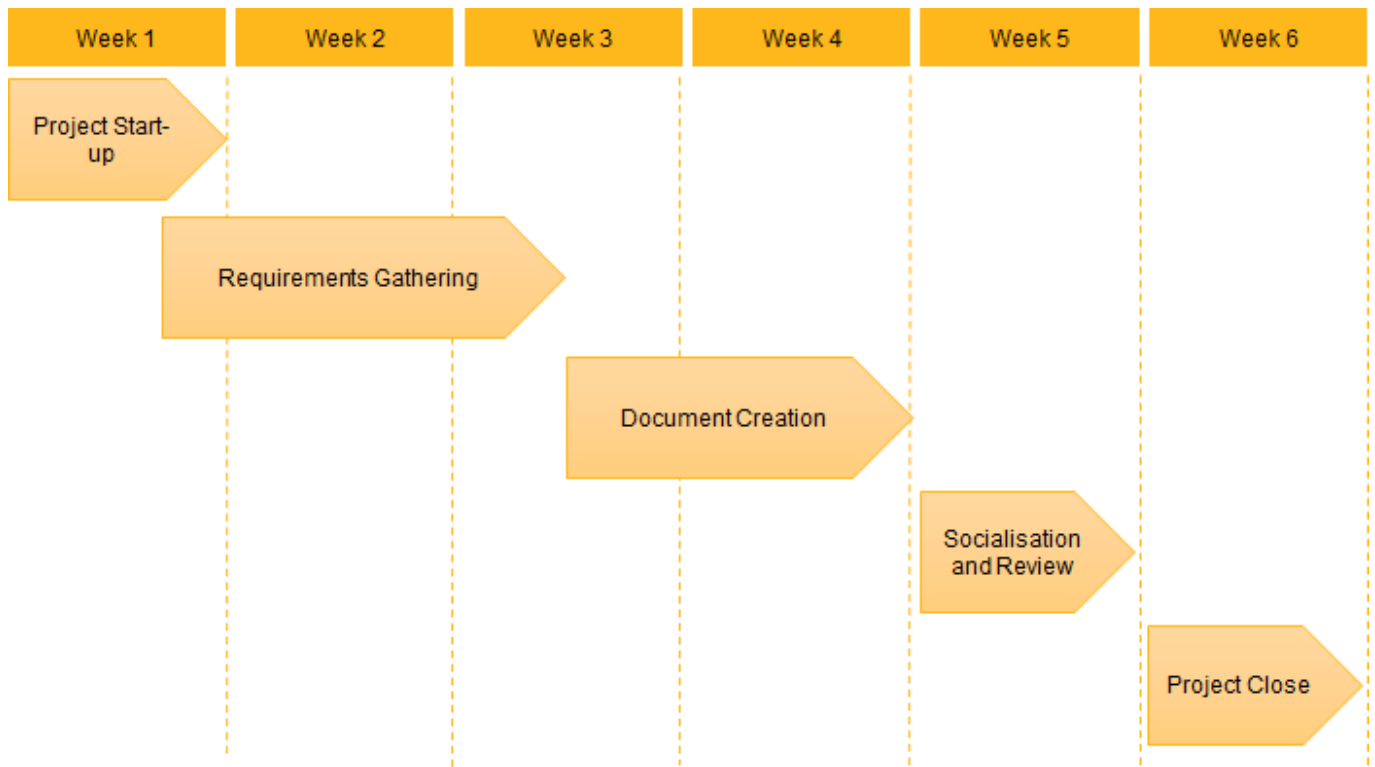 Week 1
Week 2
Week 3
Week 4
Week 5
Week 6
Project Start-
up
Requirements Gathering
Document Creation
Socialisation
and Review
Project Close